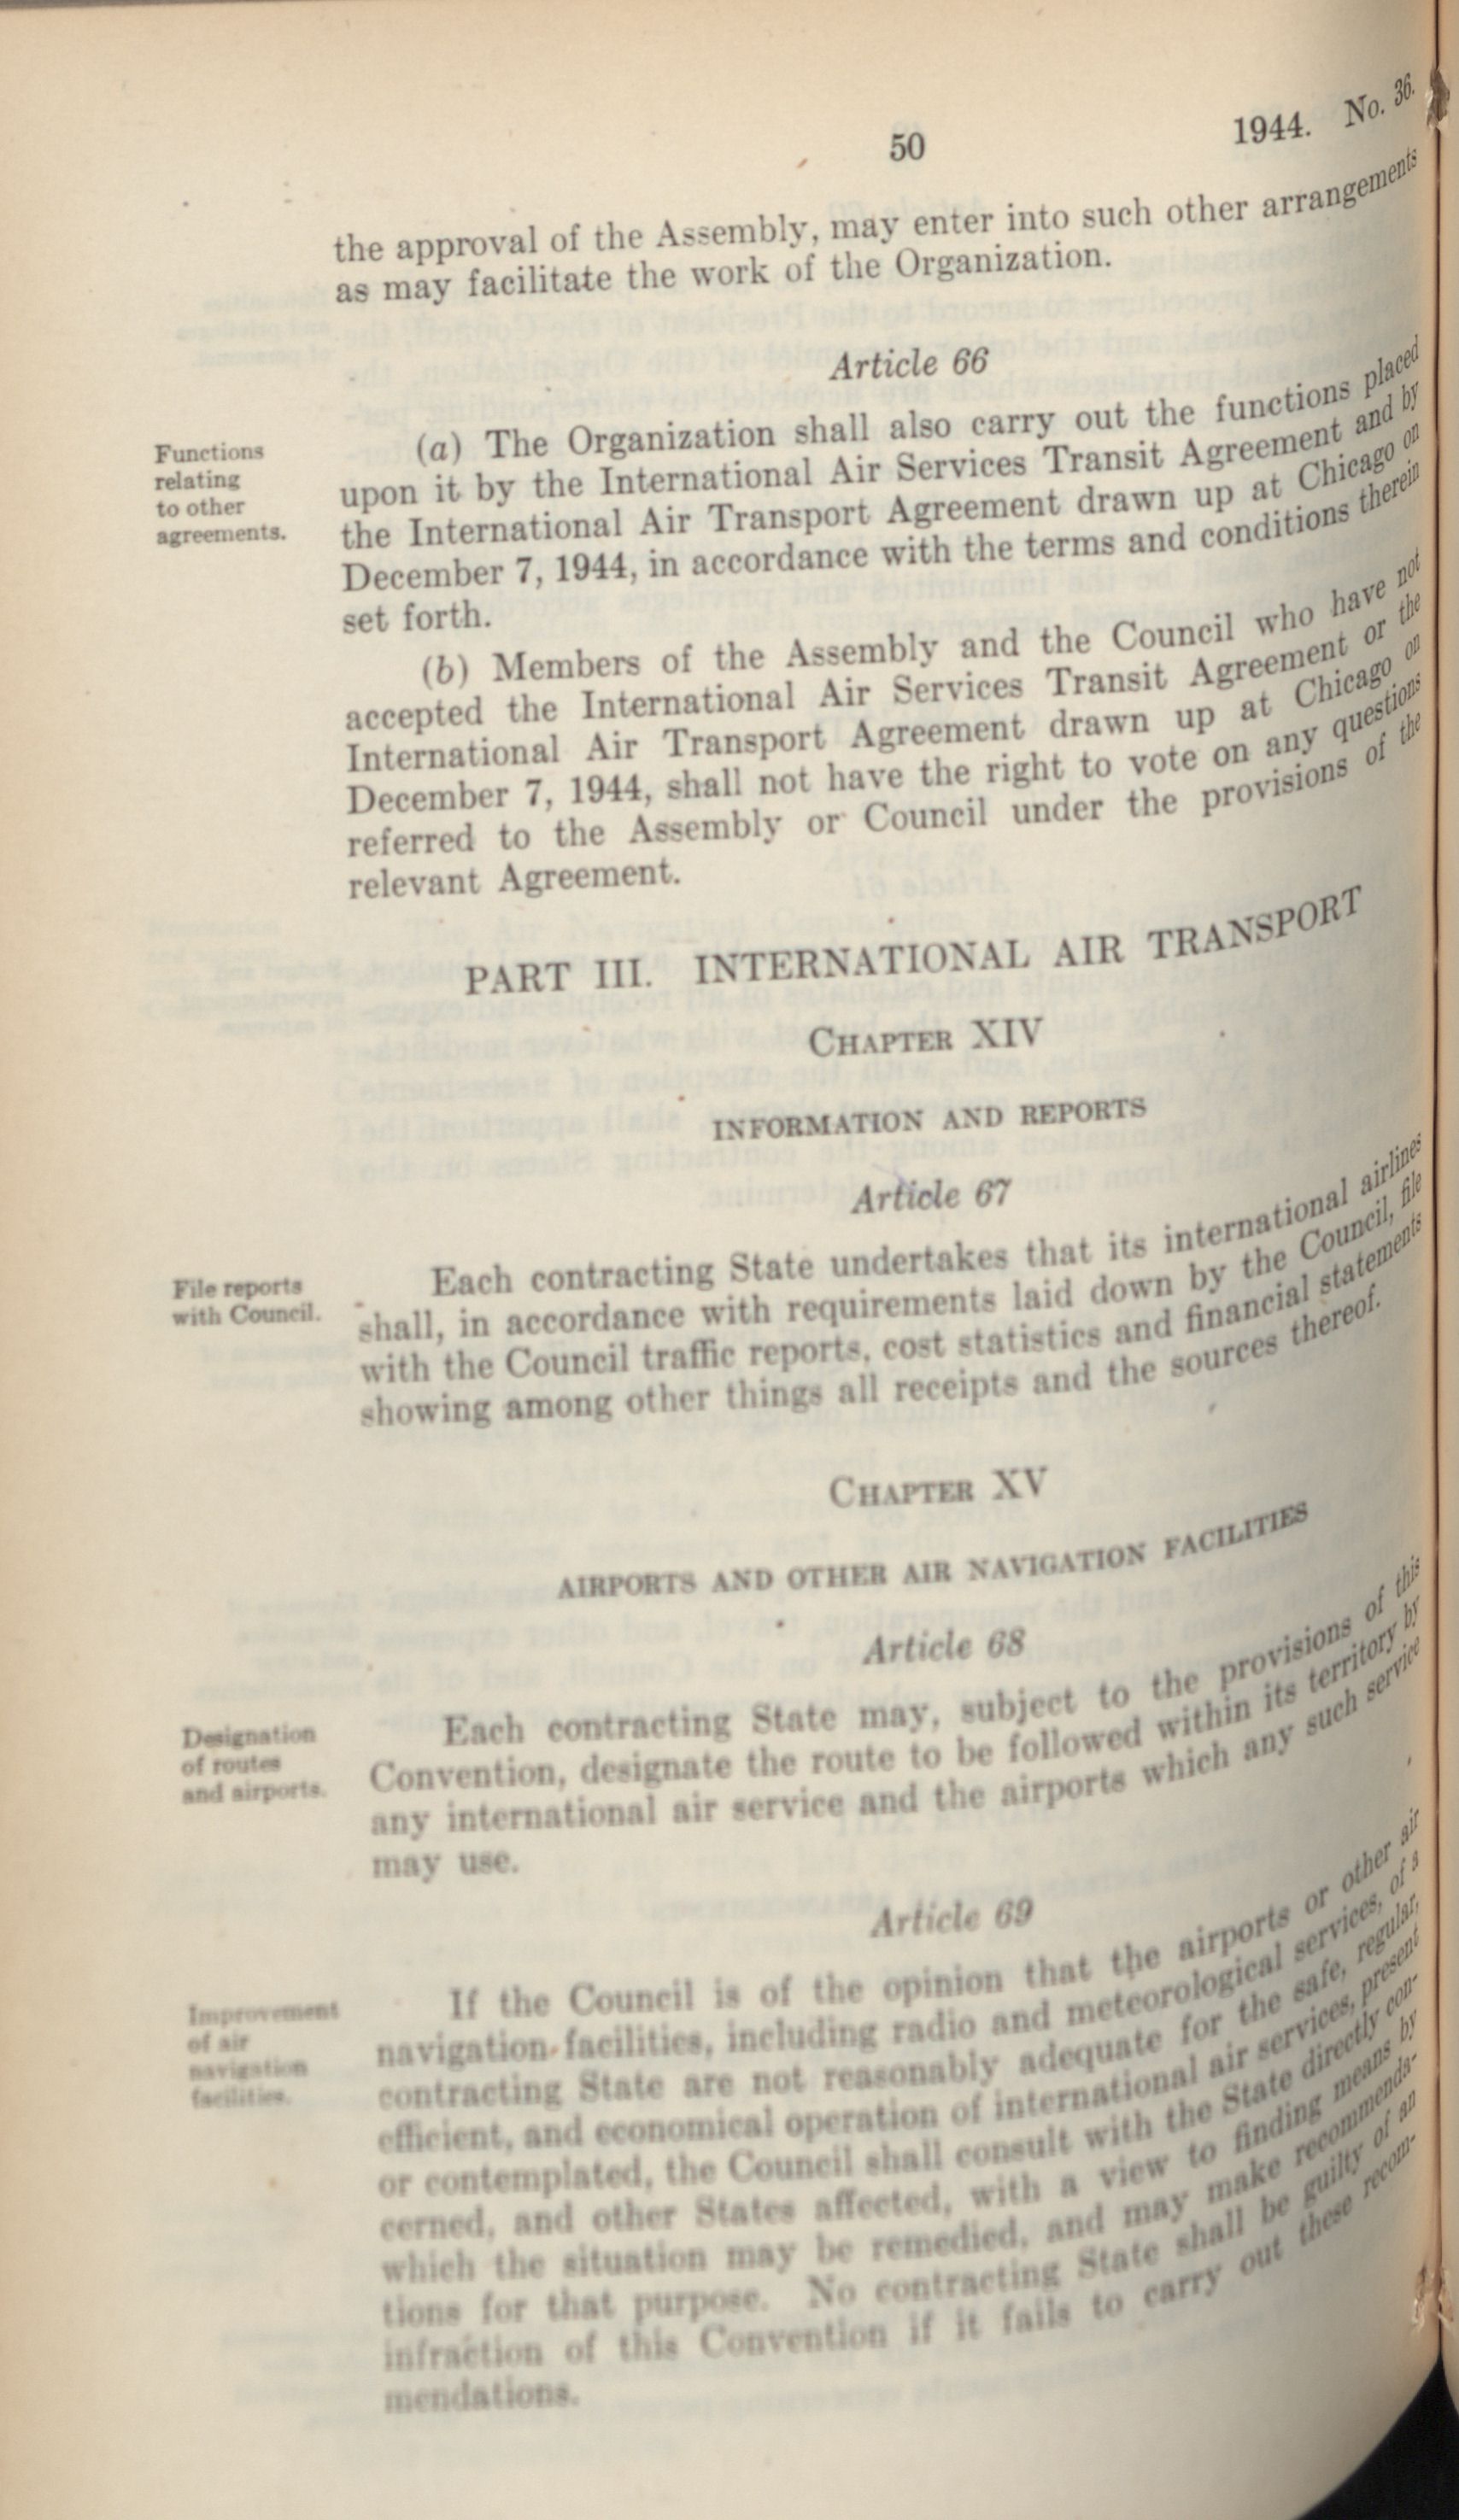 50
1944. No. 36.
the approval of the Assembly, may enter into such other arrangements
as may facilitate the work of the Organization.
Article 66
Functions
relating
to other
agreements.
(a) The Organization shall also carry out the functions placed
upon it by the International Air Services Transit Agreement and by
the International Air Transport Agreement drawn up at Chicago on
December 7, 1944, in accordance with the terms and conditions therein
set forth.
(b) Members of the Assembly and the Council who have not
accepted the International Air Services Transit Agreement or the
International Air Transport Agreement drawn up at Chicago on
December 7, 1944, shall not have the right to vote on any questions
referred to the Assembly or Council under the provisions of the
relevant Agreement.
PART III. INTERNATIONAL AIR TRANSPORT
CHAPTER XIV
INFORMATION AND REPORTS
Article 67
File reports
with Council.
Each contracting State undertakes that its international airlines
shall, in accordance with requirements laid down by the Council, file
with the Council traffic reports, cost statistics and financial statements
showing among other things all receipts and the sources thereof.
CHAPTER XV
AIRPORTS AND OTHER AIR NAVIGATION FACILITIES
Article 68
Designation
of routes
and airports.
Each contracting State may, subject to the provisions of this
Convention, designate the route to be followed within its territory by
any international air service and the airports which any such service
may use.
Article 69
Improvement
of air
navigation
facilities.
If the Council is of the opinion that the airports or other air
navigation facilities, including radio and meteorological services, of a
contracting State are not reasonably adequate for the safe, regular,
efficient, and economical operation of international air services, present
or contemplated, the Council shall consult with the State directly con-
cerned, and other States affected, with a view to finding means by
which the situation may be remedied, and may make recommenda-
tions for that purpose. No contracting State shall be guilty of an
infraction of this Convention if it fails to carry out these recom-
mendations.